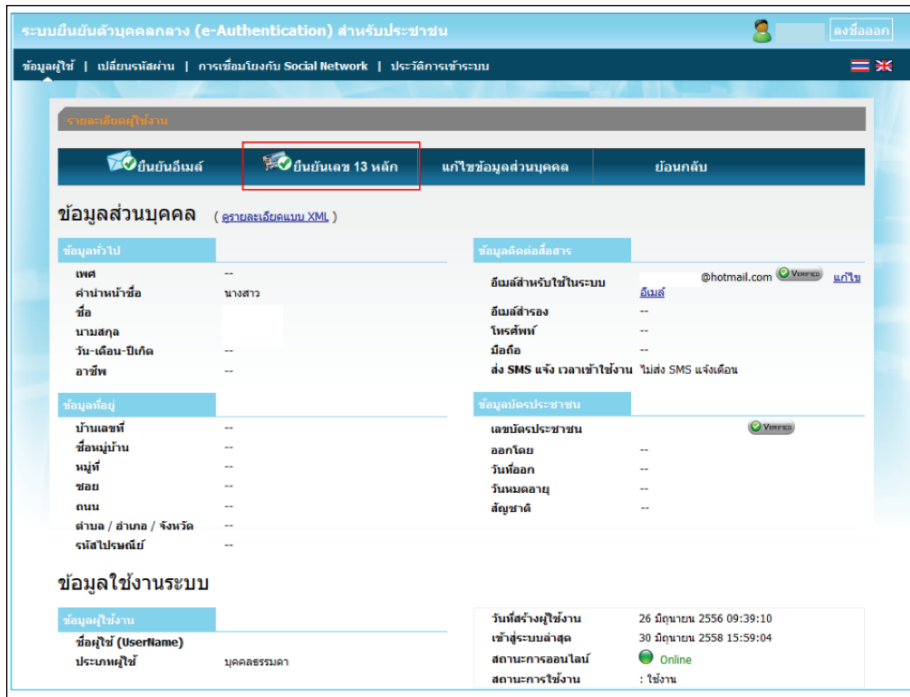 ระบบยืนยันตัวบุคคลกลาง (e-Authentication) สำหรับประชาชน
ลงชื่อออก
ข้อมูลผู้ใช้ | เปลี่ยนรหัสผ่าน | การเชื่อมโยงกับ Social Network | ประวัติการเข้าระบบ
รายละเอียดผู้ใช้งาน
ยืนยันอีเมล์ ยืนยันเลข 13 หลัก แก้ไขข้อมูลส่วนบุคคล ย้อนกลับ
ข้อมูลส่วนบุคคล ( ดูรายละเอียดแบบ XML )
ข้อมูลทั่วไป
เพศ --
คำนำหน้าชื่อ นางสาว
ชื่อ
นามสกุล
วัน-เดือน-ปีเกิด --
อาชีพ --
ข้อมูลติดต่อสื่อสาร
อีเมล์สำหรับใช้ในระบบ @hotmail.com VERIFIED แก้ไข
อีเมล์
อีเมล์สำรอง --
โทรศัพท์ --
มือถือ --
ส่ง SMS แจ้ง เวลาเข้าใช้งาน ไม่ส่ง SMS แจ้งเตือน
ข้อมูลที่อยู่
บ้านเลขที่ --
ชื่อหมู่บ้าน --
หมู่ที่ --
ซอย --
ถนน --
ตำบล / อำเภอ / จังหวัด --
รหัสไปรษณีย์ --
ข้อมูลบัตรประชาชน
เลขบัตรประชาชน VERIFIED
ออกโดย --
วันที่ออก --
วันหมดอายุ --
สัญชาติ --
ข้อมูลใช้งานระบบ
ข้อมูลผู้ใช้งาน
ชื่อผู้ใช้ (UserName)
ประเภทผู้ใช้ บุคคลธรรมดา
วันที่สร้างผู้ใช้งาน 26 มิถุนายน 2556 09:39:10
เข้าสู่ระบบล่าสุด 30 มิถุนายน 2558 15:59:04
สถานะการออนไลน์ Online
สถานะการใช้งาน : ใช้งาน